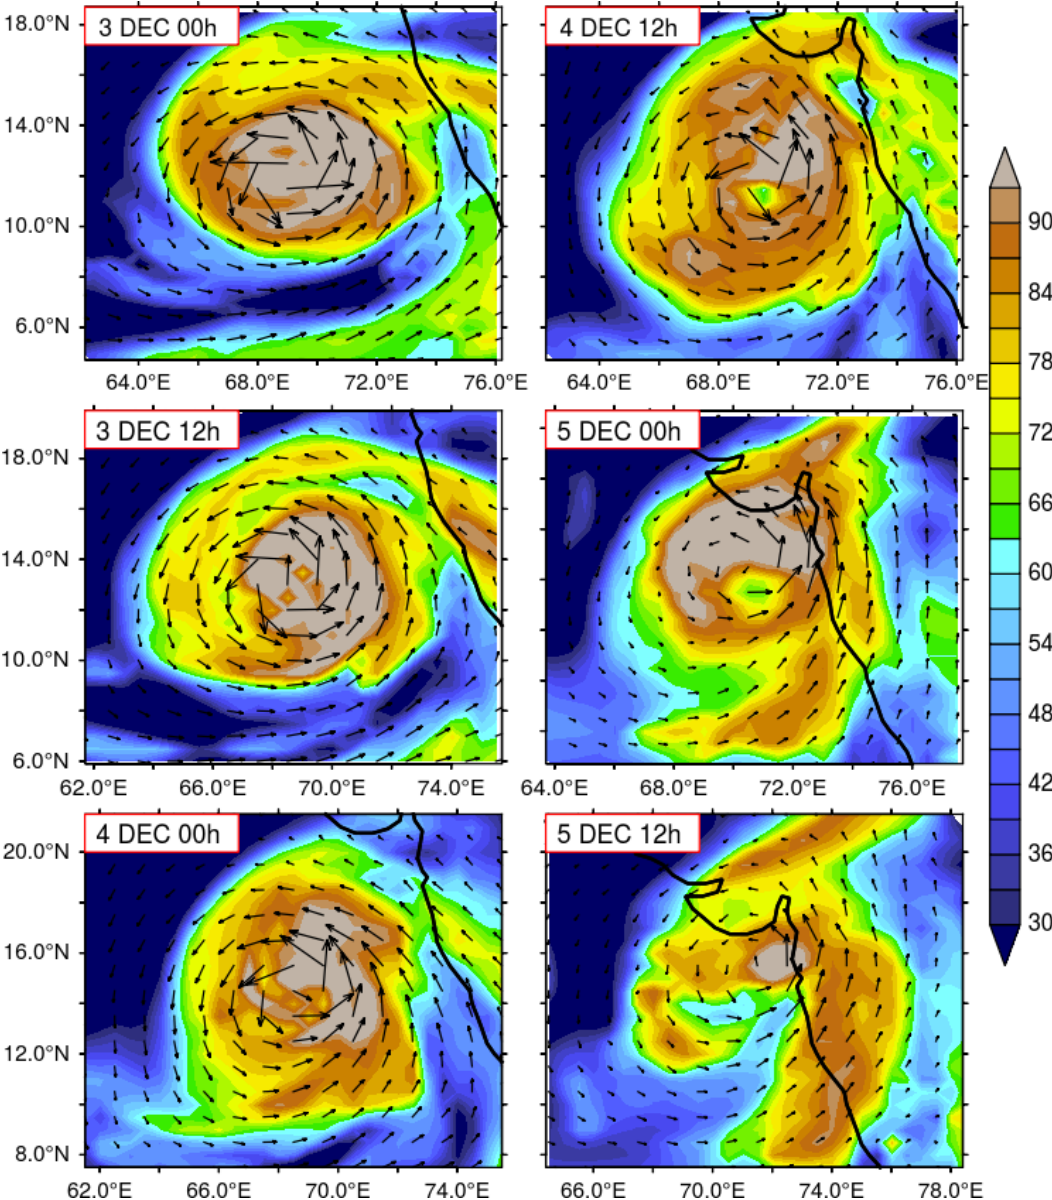 3 DEC 00h
18.0°N
14.0°N
10.0°N
6.0°N
64.0°E 68.0°E 72.0°E 76.0°E
4 DEC 12h
64.0°E 68.0°E 72.0°E 76.0°E
3 DEC 12h
18.0°N
14.0°N
10.0°N
6.0°N
62.0°E 66.0°E 70.0°E 74.0°E
5 DEC 00h
64.0°E 68.0°E 72.0°E 76.0°E
4 DEC 00h
20.0°N
16.0°N
12.0°N
8.0°N
62.0°E 66.0°E 70.0°E 74.0°E
5 DEC 12h
66.0°E 70.0°E 74.0°E 78.0°E
90
84
78
72
66
60
54
48
42
36
30